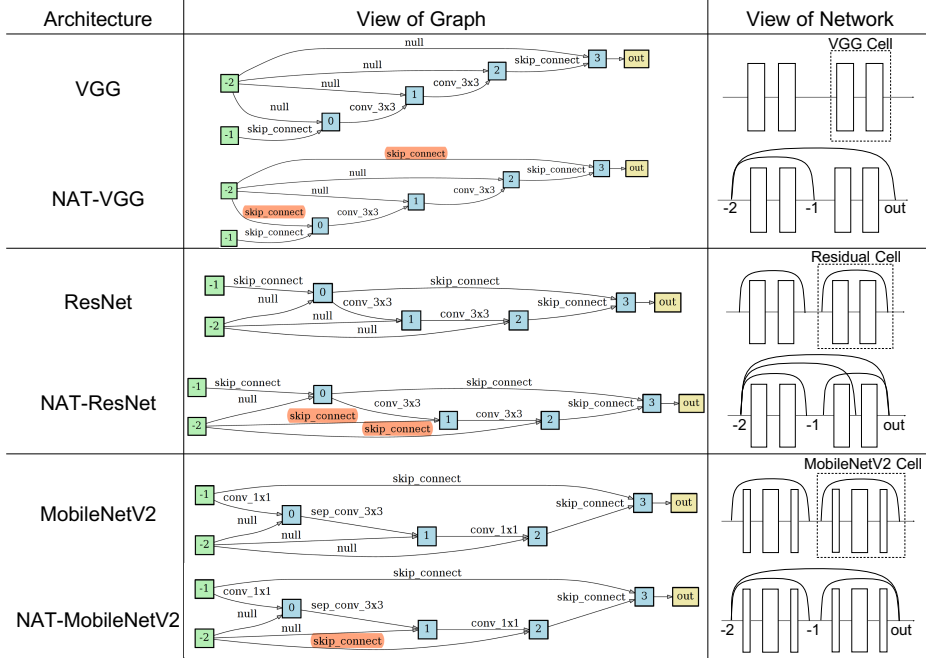 Architecture View of Graph View of Network
VGG
null
null
null
null
skip_connect
conv_3x3
conv_3x3
skip_connect
-2
-1
0
1
2
3
out
VGG Cell
NAT-VGG
skip_connect
null
null
skip_connect
skip_connect
conv_3x3
conv_3x3
skip_connect
-2
-1
0
1
2
3
out
-2 -1 out
ResNet
skip_connect
skip_connect
null
conv_3x3
null
null
conv_3x3
skip_connect
-1
-2
0
1
2
3
out
Residual Cell
NAT-ResNet
skip_connect
skip_connect
null
conv_3x3
skip_connect
skip_connect
conv_3x3
skip_connect
-1
-2
0
1
2
3
out
-2 -1 out
MobileNetV2
skip_connect
conv_1x1
null
sep_conv_3x3
null
null
conv_1x1
skip_connect
-1
-2
0
1
2
3
out
MobileNetV2 Cell
NAT-MobileNetV2
skip_connect
conv_1x1
null
sep_conv_3x3
null
skip_connect
conv_1x1
skip_connect
-1
-2
0
1
2
3
out
-2 -1 out